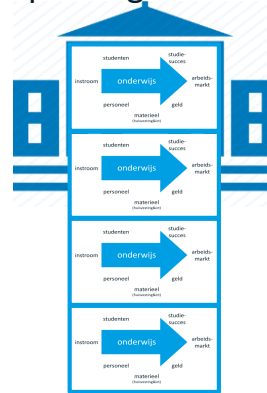 studenten
studie-
succes
instroom
onderwijs
arbeids-
markt
personeel
geld
materieel
studenten
studie-
succes
instroom
onderwijs
arbeids-
markt
personeel
geld
materieel
studenten
studie-
succes
instroom
onderwijs
arbeids-
markt
personeel
geld
materieel
studenten
studie-
succes
instroom
onderwijs
arbeids-
markt
personeel
geld
materieel